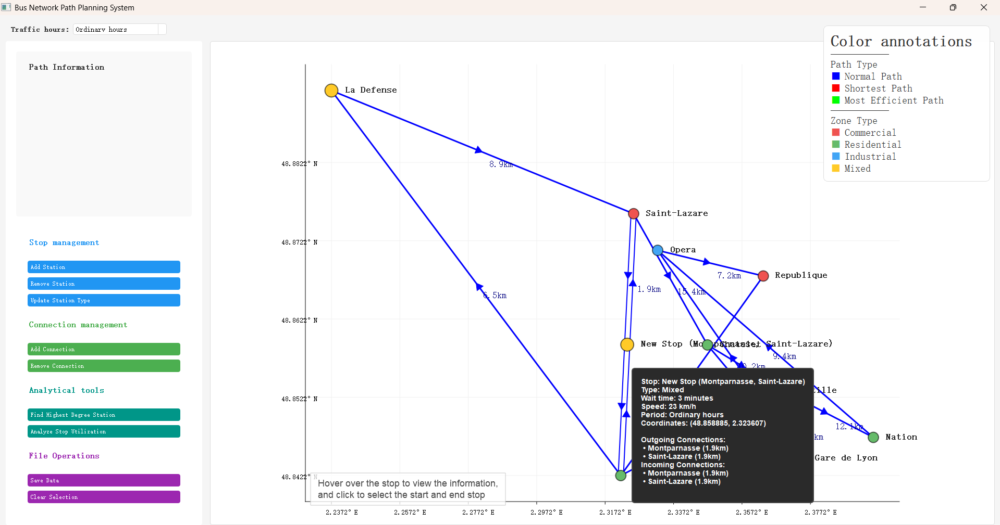 Bus Network Path Planning System
Traffic hours: Ordinary hours
Path Information
Stop management
Add Station
Remove Station
Update Station Type
Connection management
Add Connection
Remove Connection
Analytical tools
Find Highest Degree Station
Analyze Stop Utilization
File Operations
Save Data
Clear Selection
Color annotations
Path Type
Normal Path
Shortest Path
Most Efficient Path
Zone Type
Commercial
Residential
Industrial
Mixed
La Defense
48.8822° N
8.9km
Saint-Lazare
48.8722° N
Opera
Republique
7.2km
1.9km
15.4km
6.5km
48.8622° N
New Stop (Montparnasse, Saint-Lazare)
Chatelet
9.4km
.2km
Stop: New Stop (Montparnasse, Saint-Lazare)
Type: Mixed
Wait time: 3 minutes
Speed: 23 km/h
Period: Ordinary hours
Coordinates: (48.858885, 2.323607)
Outgoing Connections:
• Montparnasse (1.9km)
• Saint-Lazare (1.9km)
Incoming Connections:
• Montparnasse (1.9km)
• Saint-Lazare (1.9km)
ille
48.8522° N
12.1km
km
Nation
Gare de Lyon
48.8422° N
Hover over the stop to view the information,
and click to select the start and end stop
2.2372° E 2.2572° E 2.2772° E 2.2972° E 2.3172° E 2.3372° E 2.3572° E 2.3772° E